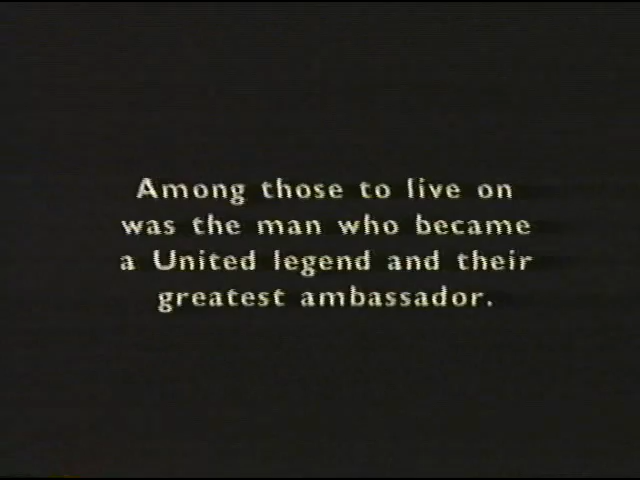 Among those to live on
was the man who became
a United legend and their
greatest ambassador.